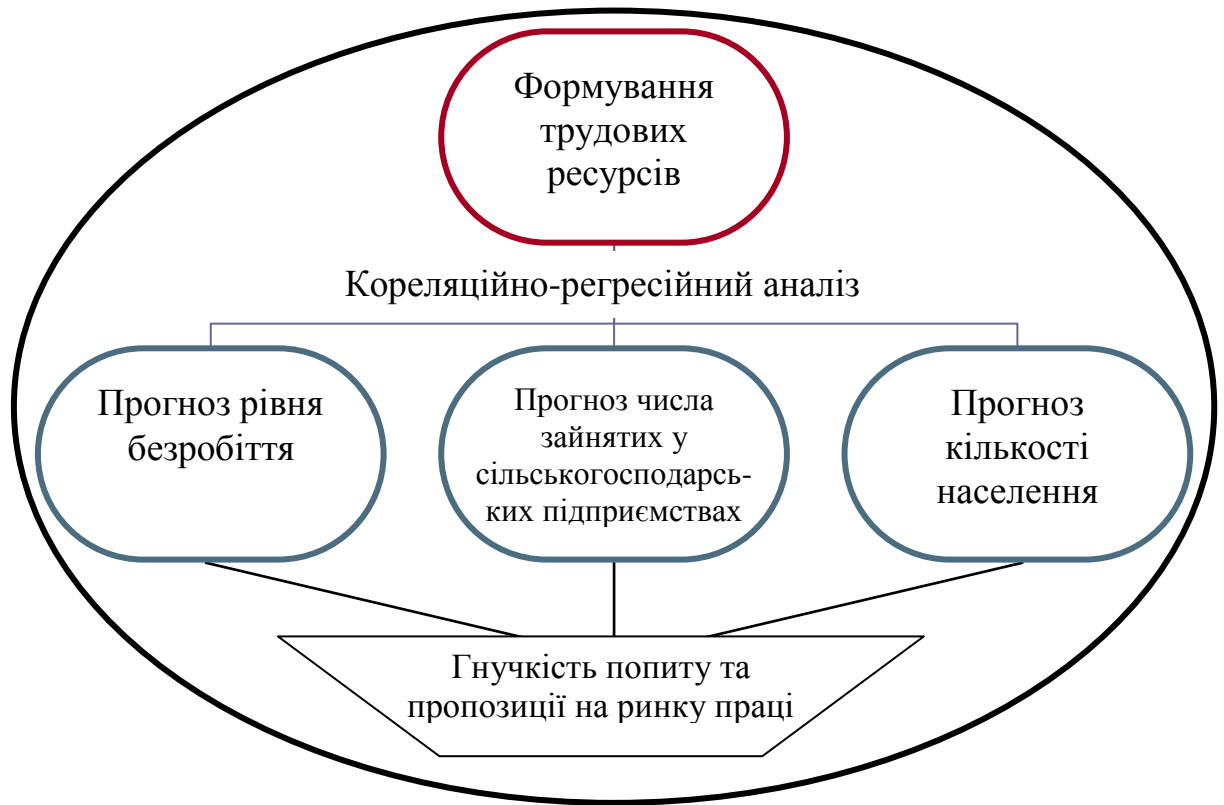 Формування
трудових
ресурсів
Кореляційно-регресійний аналіз
Прогноз рівня
безробіття
Прогноз числа
зайнятих у
сільськогосподарсь-
ких підприємствах
Прогноз
кількості
населення
Гнучкість попиту та
пропозиції на ринку праці